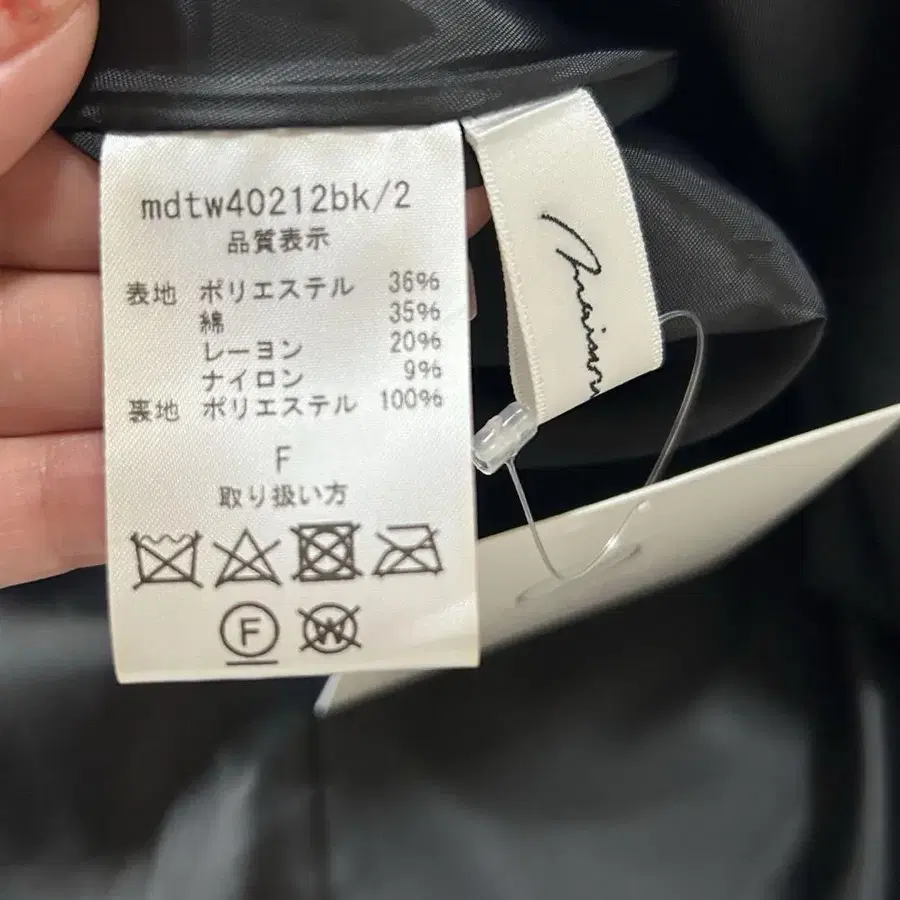 mdtw40212bk/2
品質表示
表地 ポリエステル 36%
綿 35%
レーヨン 20%
ナイロン 9%
裏地 ポリエステル 100%
F
取り扱い方
F
W
maison